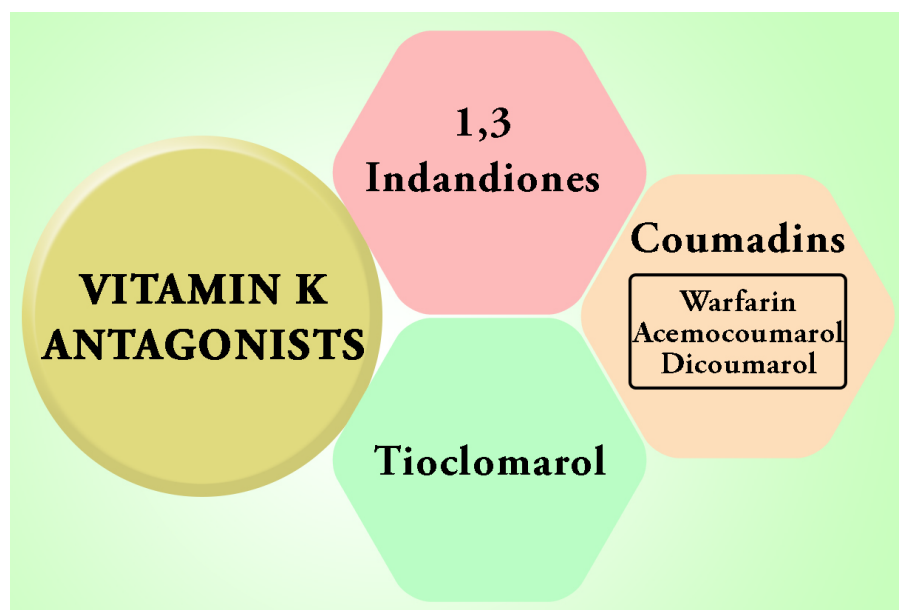 VITAMIN K
ANTAGONISTS
1,3
Indandiones
Coumadins
Warfarin
Acemocoumarol
Dicoumarol
Tioclomarol